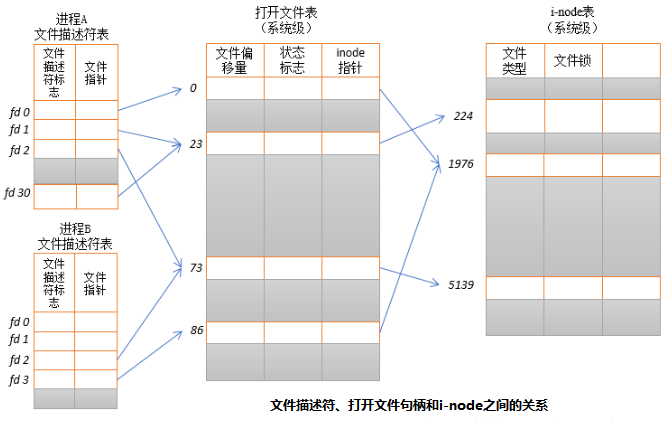 进程A
文件描述符表
文件
描述
符标
志
文件
指针
fd 0
fd 1
fd 2
fd 30
进程B
文件描述符表
文件
描述
符标
志
文件
指针
fd 0
fd 1
fd 2
fd 3
打开文件表
（系统级）
文件偏
移量
状态
标志
inode
指针
0
23
73
86
i-node表
（系统级）
文件
类型
文件锁
224
1976
5139
文件描述符、打开文件句柄和i-node之间的关系